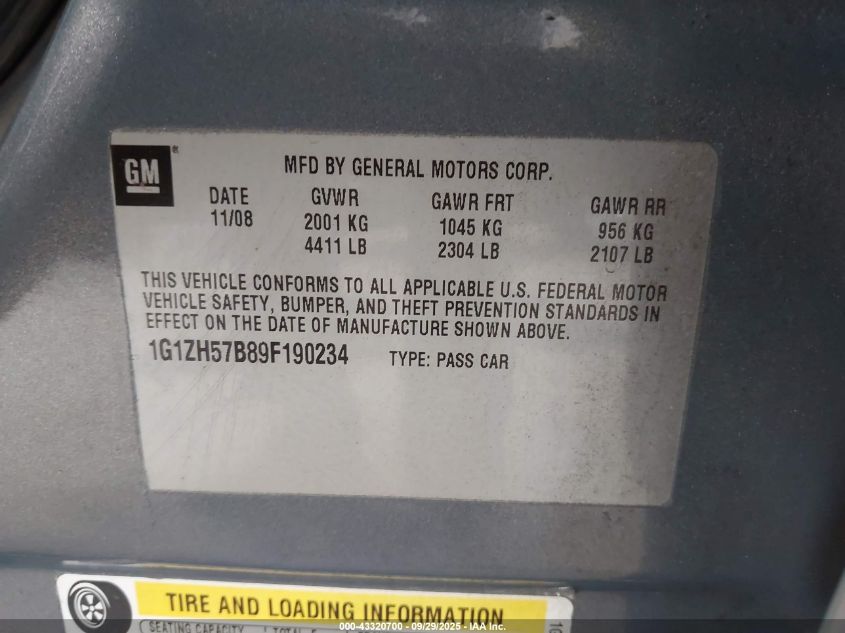 GM ®
MFD BY GENERAL MOTORS CORP.
DATE GVWR GAWR FRT GAWR RR
11/08 2001 KG 1045 KG 956 KG
4411 LB 2304 LB 2107 LB
THIS VEHICLE CONFORMS TO ALL APPLICABLE U.S. FEDERAL MOTOR
VEHICLE SAFETY, BUMPER, AND THEFT PREVENTION STANDARDS IN
EFFECT ON THE DATE OF MANUFACTURE SHOWN ABOVE.
1G1ZH57B89F190234 TYPE: PASS CAR
TIRE AND LOADING INFORMATION
SEATING CAPACITY
000-43320700 - 09/29/2025 - IAA Inc.